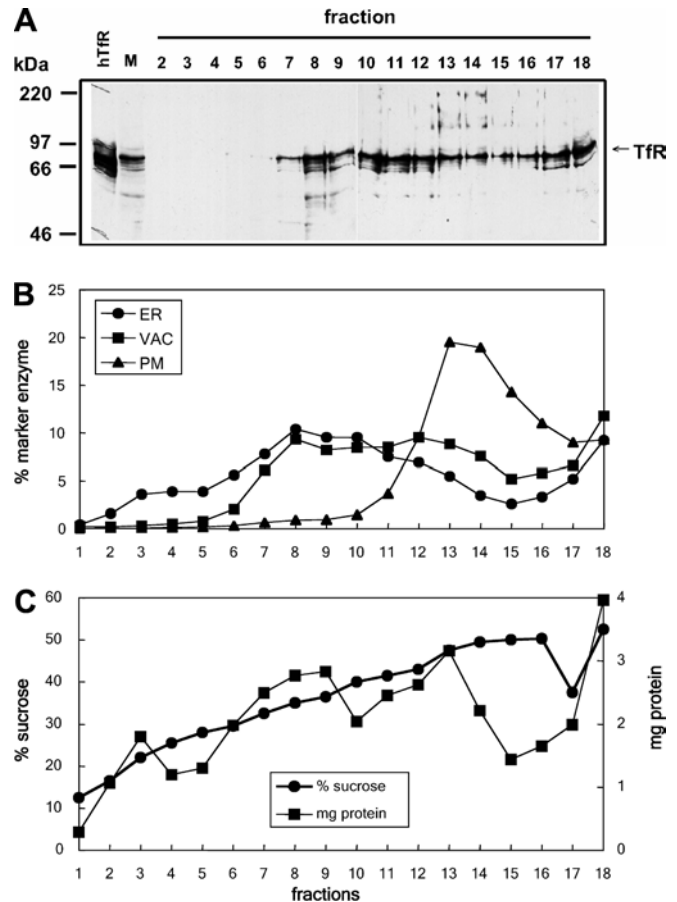 A
fraction
kDa hTfR M 2 3 4 5 6 7 8 9 10 11 12 13 14 15 16 17 18
220
97
66
46
← TfR
B
% marker enzyme
25
20
15
10
5
0
ER
VAC
PM
1 2 3 4 5 6 7 8 9 10 11 12 13 14 15 16 17 18
C
% sucrose
60
50
40
30
20
10
0
% sucrose
mg protein
4
3
2
1
0
mg protein
1 2 3 4 5 6 7 8 9 10 11 12 13 14 15 16 17 18
fractions